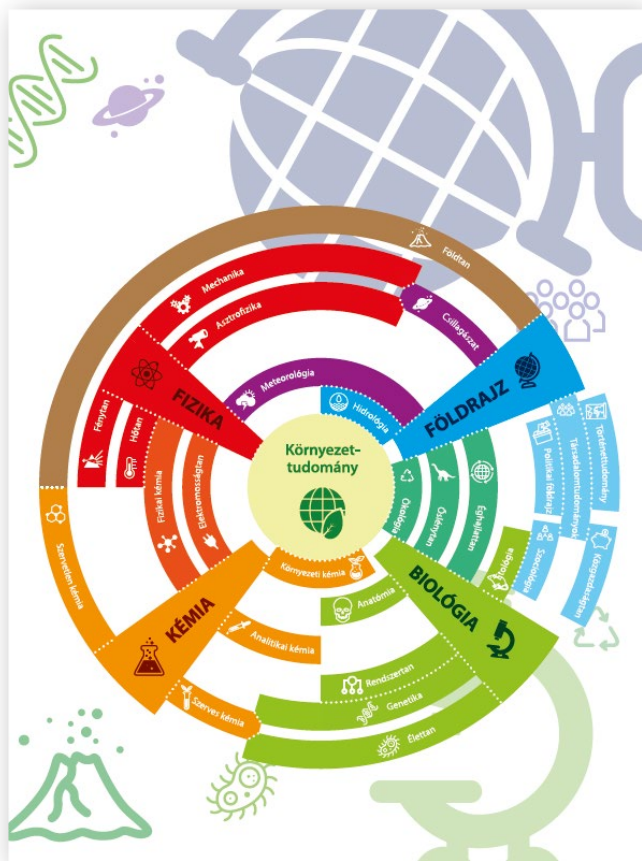 Földtan
Mechanika
Asztrofizika
Csillagászat
Meteorológia
Hidrológia
FIZIKA
FÖLDRAJZ
Fénytan
Hőtan
Fizikai kémia
Elektromosságtan
Környezet-
tudomány
Ökológia
Őslénytan
Éghajlattan
Politikai földrajz
Társadalomtudományok
Történettudomány
Szociológia
Közgazdaságtan
Etológia
BIOLÓGIA
Szervetlen kémia
KÉMIA
Környezeti kémia
Anatómia
Analitikai kémia
Rendszertan
Genetika
Szerves kémia
Élettan